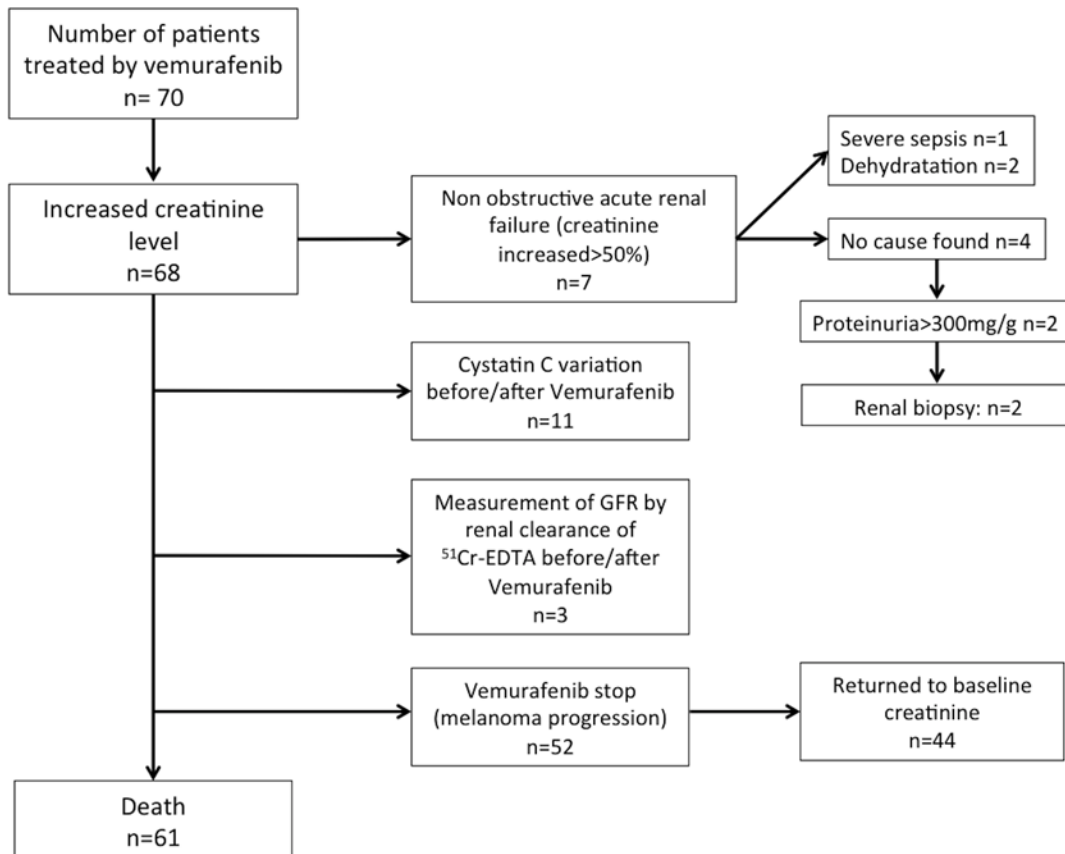 Number of patients
treated by vemurafenib
n= 70
Increased creatinine
level
n=68
Non obstructive acute renal
failure (creatinine
increased>50%)
n=7
Severe sepsis n=1
Dehydratation n=2
No cause found n=4
Proteinuria>300mg/g n=2
Renal biopsy: n=2
Cystatin C variation
before/after Vemurafenib
n=11
Measurement of GFR by
renal clearance of
⁵¹Cr-EDTA before/after
Vemurafenib
n=3
Vemurafenib stop
(melanoma progression)
n=52
Returned to baseline
creatinine
n=44
Death
n=61